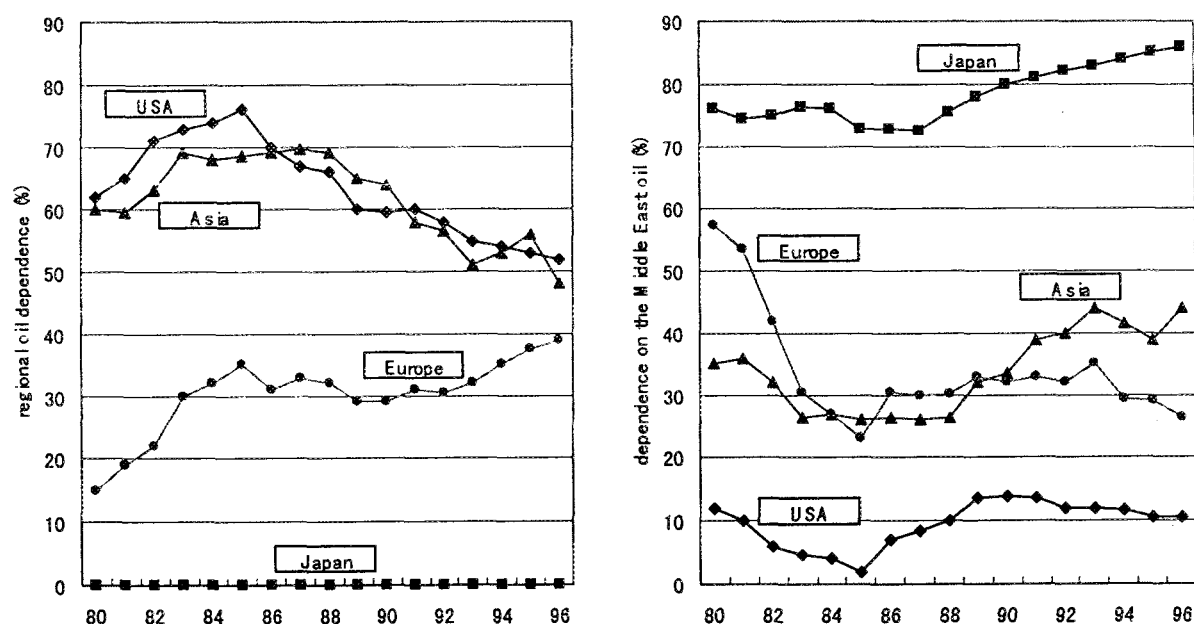 regional oil dependence (%)
90
80
70
60
50
40
30
20
10
0
USA
Asia
Europe
Japan
80 82 84 86 88 90 92 94 96
dependence on the Middle East oil (%)
90
80
70
60
50
40
30
20
10
0
Japan
Europe
Asia
USA
80 82 84 86 88 90 92 94 96